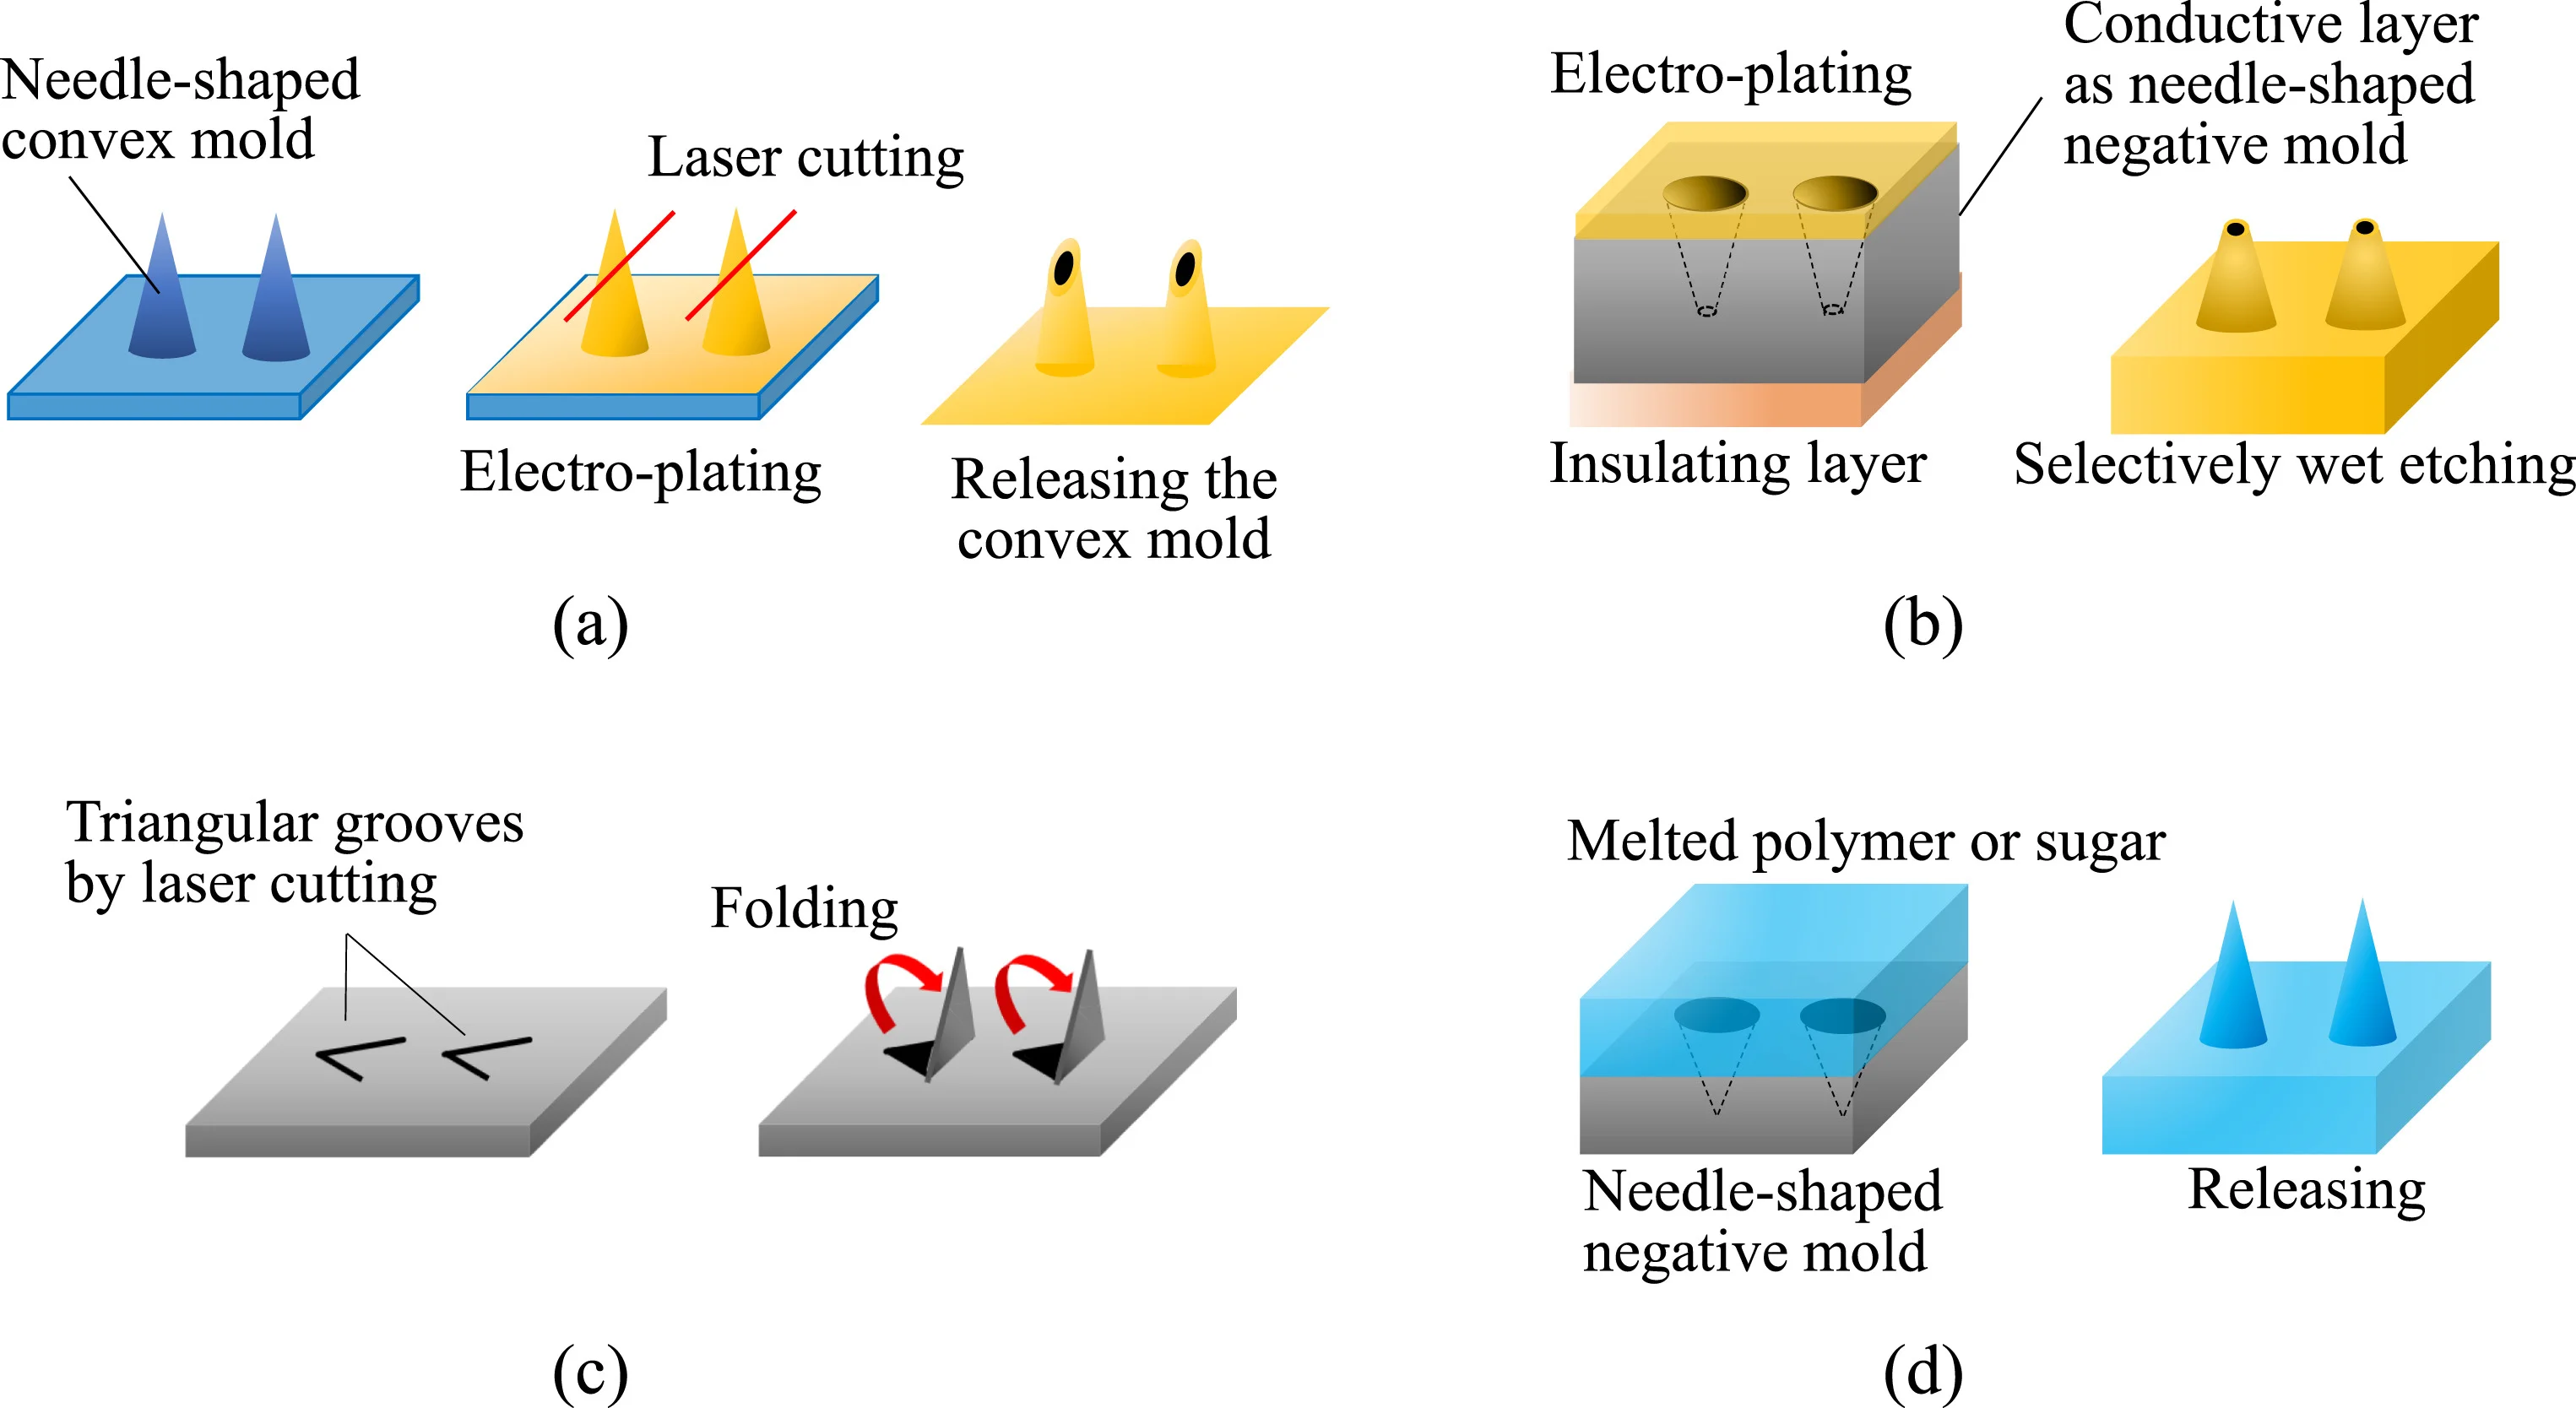 Needle-shaped
convex mold
Laser cutting
Electro-plating
Releasing the
convex mold
(a)
Electro-plating
Conductive layer
as needle-shaped
negative mold
Insulating layer
Selectively wet etching
(b)
Triangular grooves
by laser cutting
Folding
(c)
Melted polymer or sugar
Needle-shaped
negative mold
Releasing
(d)